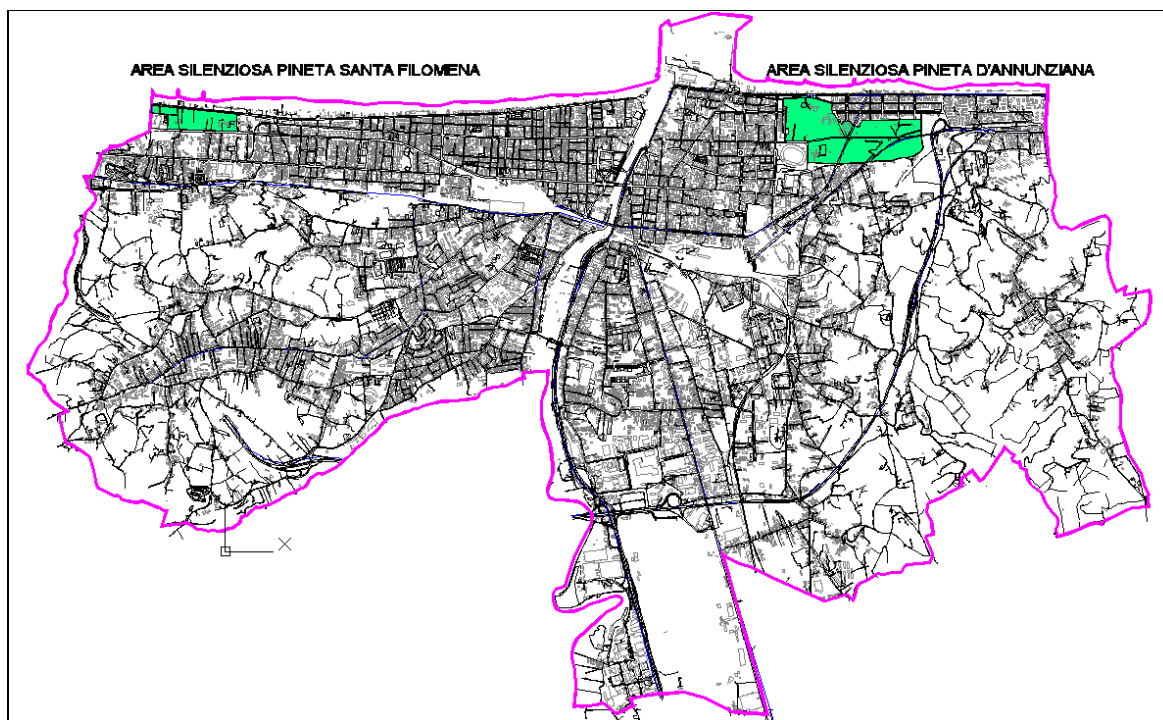 AREA SILENZIOSA PINETA SANTA FILOMENA
AREA SILENZIOSA PINETA D'ANNUNZIANA
X